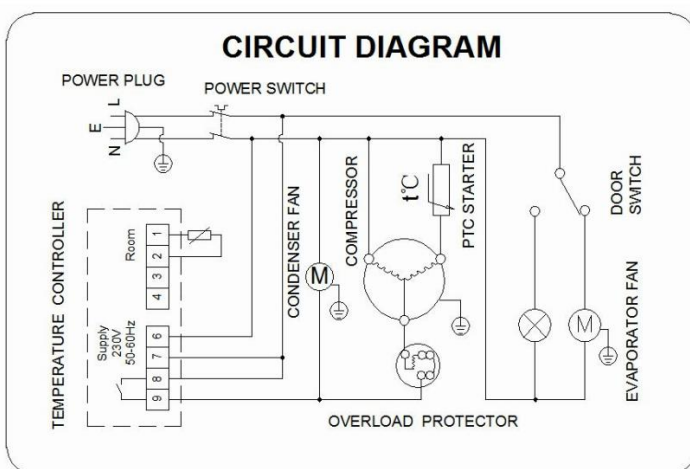 CIRCUIT DIAGRAM
POWER PLUG
POWER SWITCH
L
E
N
TEMPERATURE CONTROLLER
Room
1
2
3
4
Supply
230V
50-60Hz
6
7
8
9
CONDENSER FAN
M
COMPRESSOR
t℃
PTC STARTER
OVERLOAD PROTECTOR
DOOR
SWITCH
M
EVAPORATOR FAN